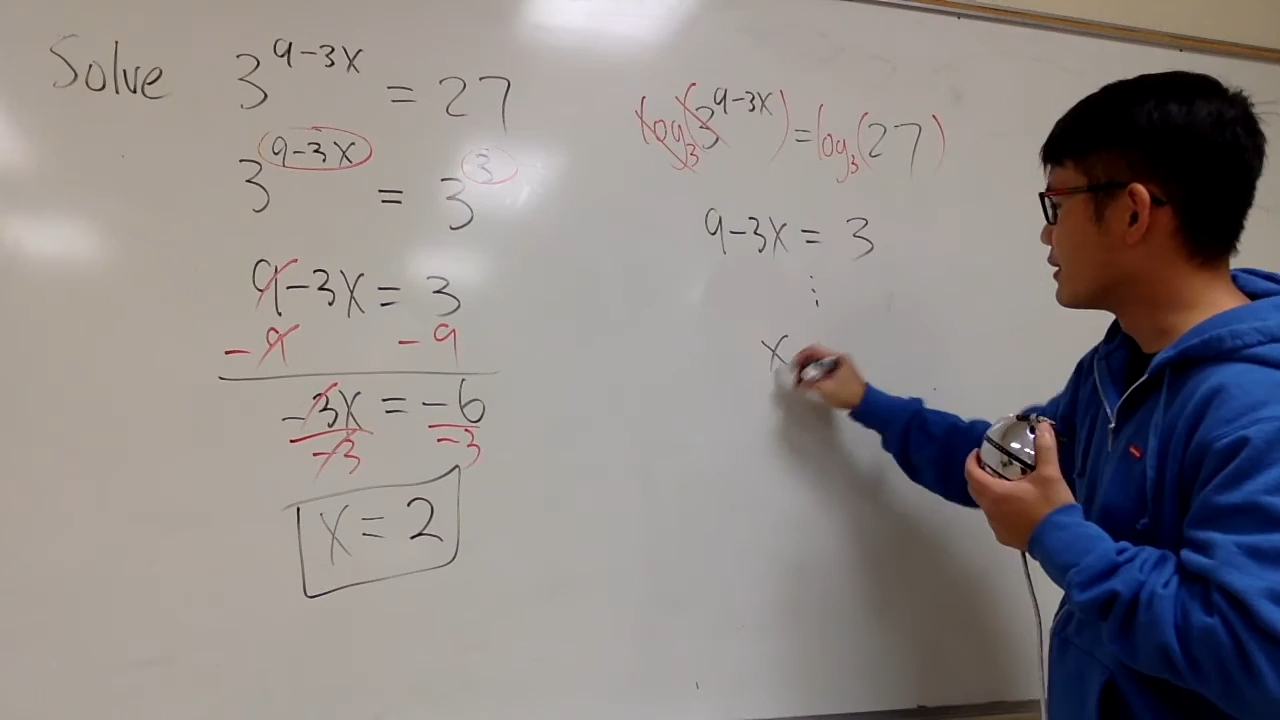 Solve 3^(9-3x) = 27
3^(9-3x) = 3^3
9-3x = 3
-9 -9
-3x = -6
-3 -3
x = 2
log₃(3^(9-3x)) = log₃(27)
9-3x = 3
⋮
x